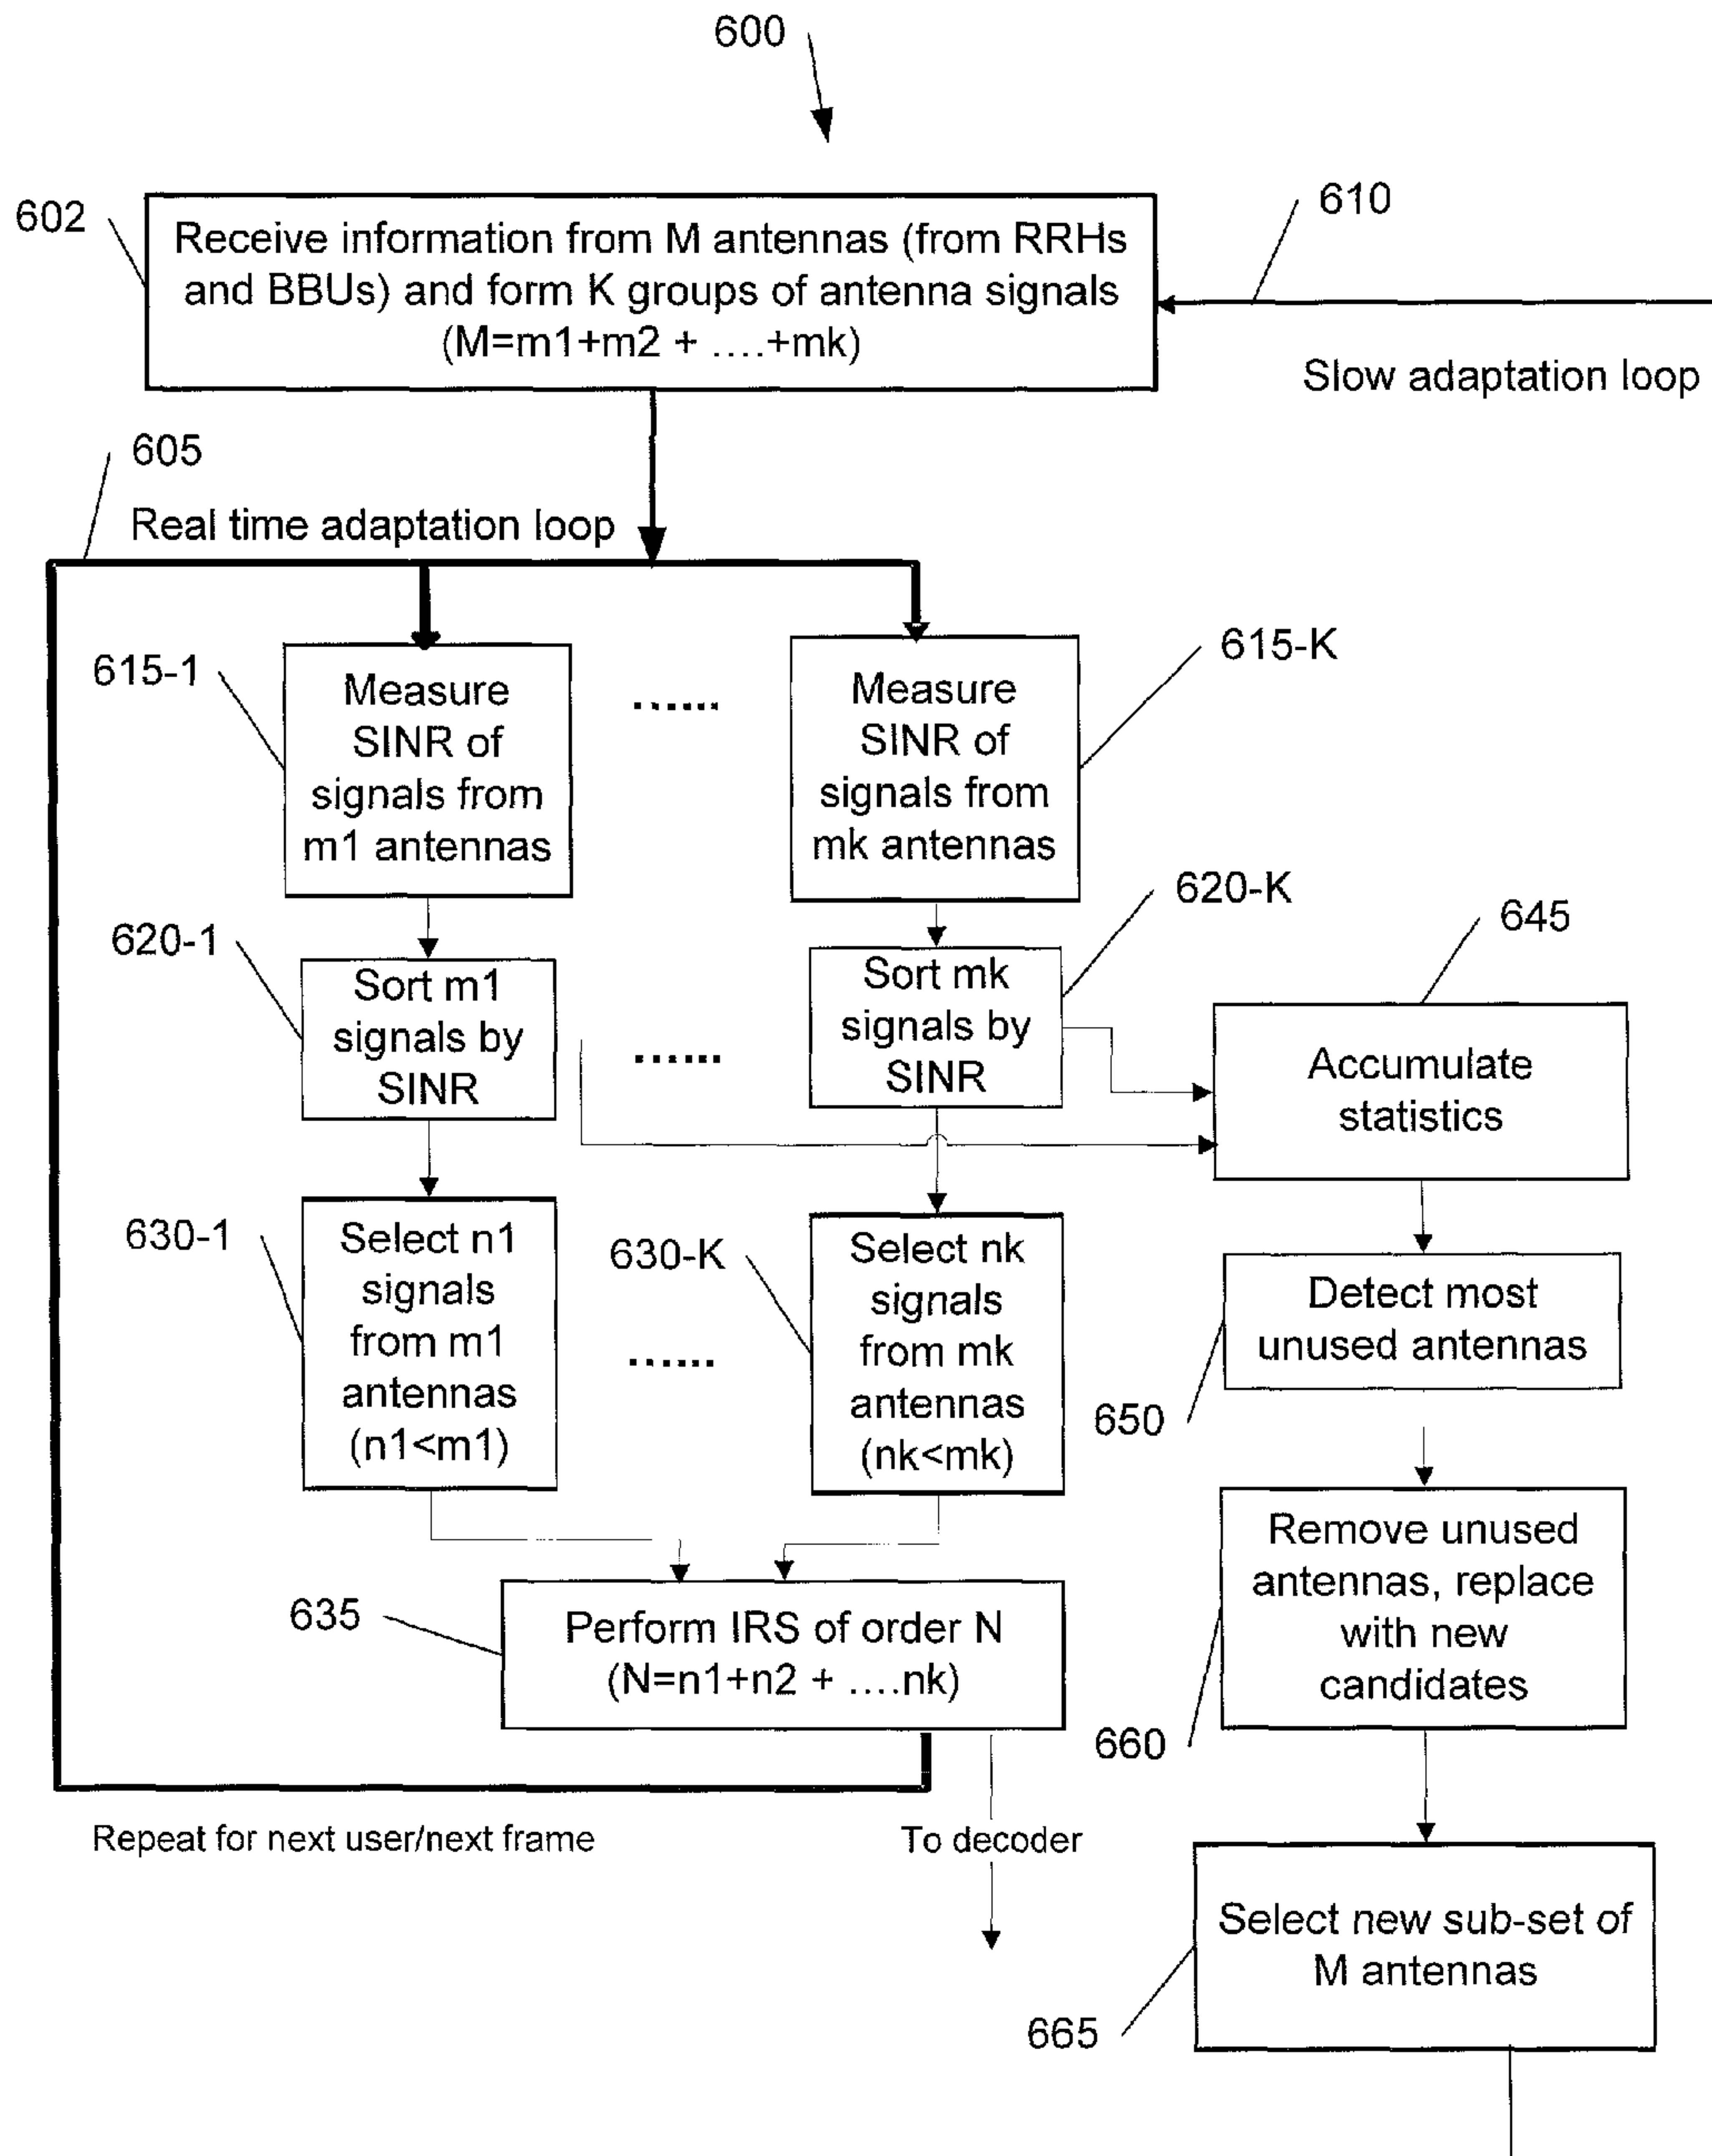 600
602
610
Receive information from M antennas (from RRHs
and BBUs) and form K groups of antenna signals
(M=m1+m2 + ....+mk)
Slow adaptation loop
605
Real time adaptation loop
615-1
Measure
SINR of
signals from
m1 antennas
......
Measure
SINR of
signals from
mk antennas
615-K
620-1
Sort m1
signals by
SINR
......
Sort mk
signals by
SINR
620-K
645
Accumulate
statistics
630-1
Select n1
signals
from m1
antennas
(n1<m1)
630-K
......
Select nk
signals
from mk
antennas
(nk<mk)
Detect most
unused antennas
650
Remove unused
antennas, replace
with new
candidates
660
635
Perform IRS of order N
(N=n1+n2 + ....nk)
Repeat for next user/next frame
To decoder
Select new sub-set of
M antennas
665